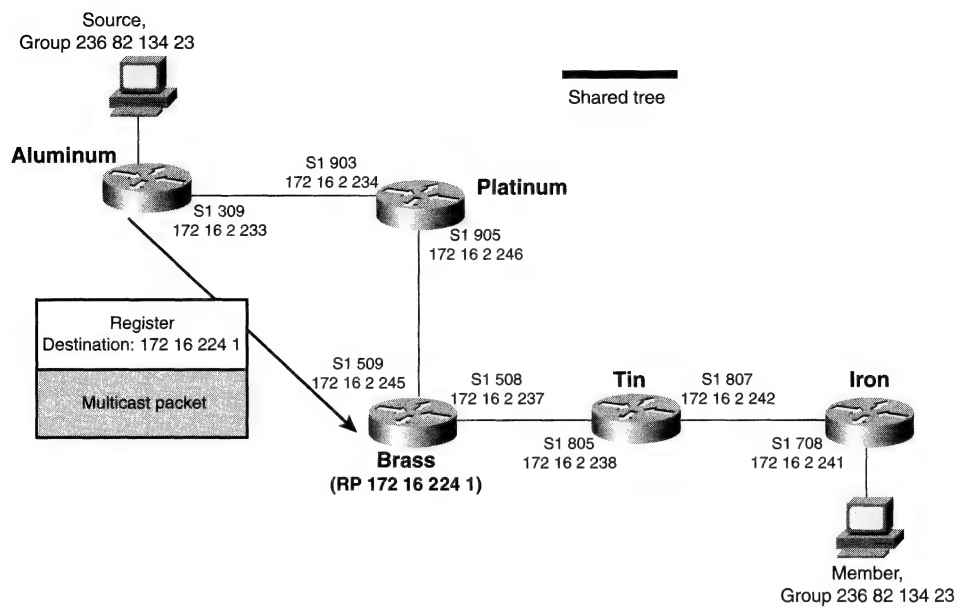 Source,
Group 236 82 134 23
Shared tree
Aluminum
S1 903
172 16 2 234
Platinum
S1 309
172 16 2 233
S1 905
172 16 2 246
Register
Destination: 172 16 224 1
Multicast packet
S1 509
172 16 2 245
S1 508
172 16 2 237
Tin
S1 807
172 16 2 242
Iron
S1 805
172 16 2 238
S1 708
172 16 2 241
Brass
(RP 172 16 224 1)
Member,
Group 236 82 134 23